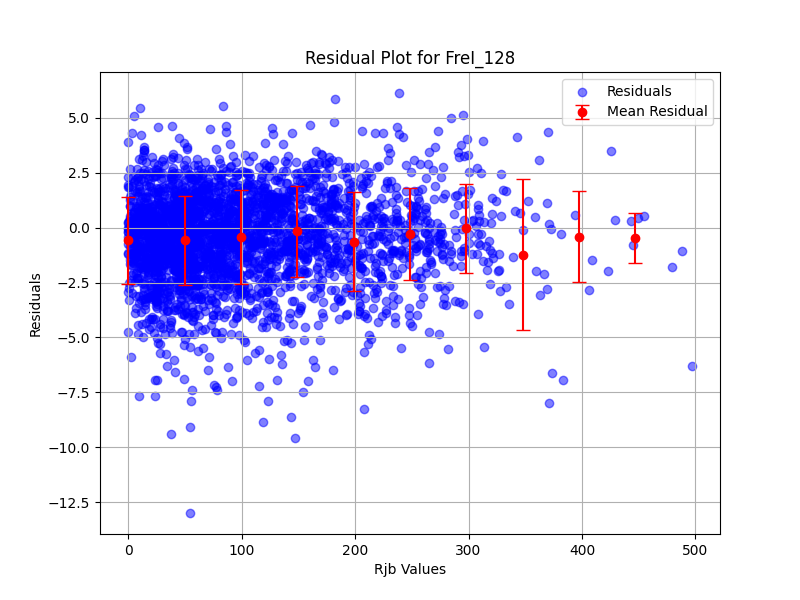 Residual Plot for FreI_128
Residuals
Mean Residual
5.0
2.5
0.0
−2.5
−5.0
−7.5
−10.0
−12.5
Residuals
0 100 200 300 400 500
Rjb Values